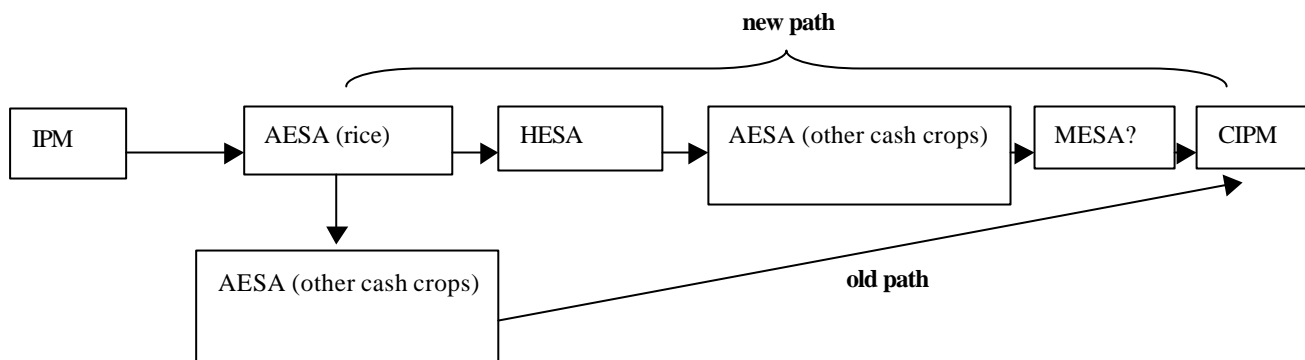 new path
IPM
AESA (rice)
HESA
AESA (other cash crops)
MESA?
CIPM
AESA (other cash crops)
old path